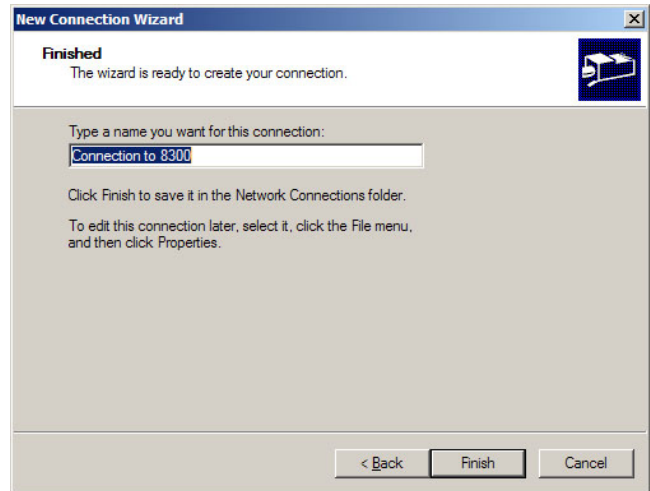 New Connection Wizard
Finished
The wizard is ready to create your connection.
Type a name you want for this connection:
Connection to 8300
Click Finish to save it in the Network Connections folder.
To edit this connection later, select it, click the File menu,
and then click Properties.
< Back
Finish
Cancel